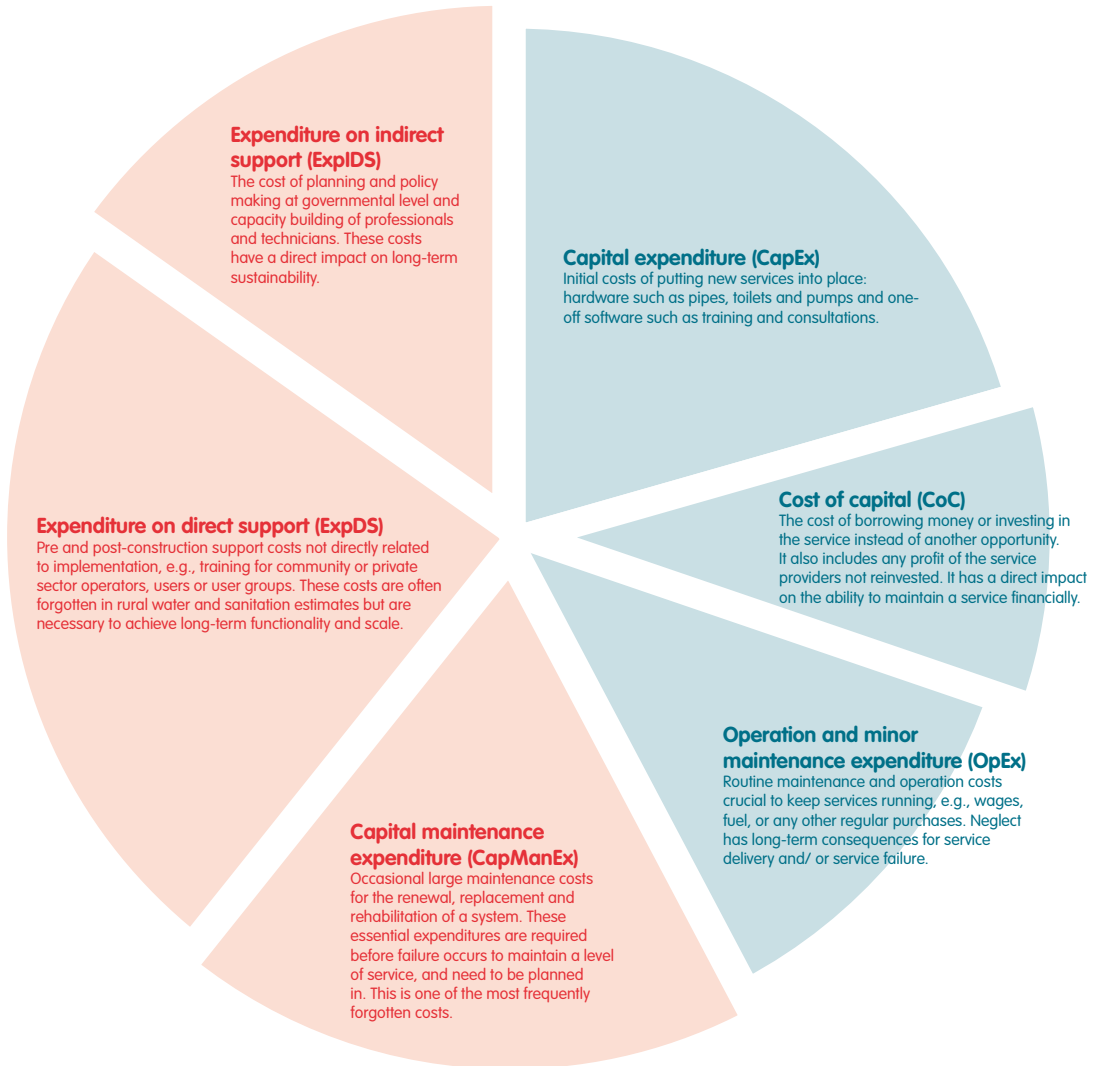 Expenditure on indirect
support (ExpIDS)
The cost of planning and policy
making at governmental level and
capacity building of professionals
and technicians. These costs
have a direct impact on long-term
sustainability.
Capital expenditure (CapEx)
Initial costs of putting new services into place:
hardware such as pipes, toilets and pumps and one-
off software such as training and consultations.
Cost of capital (CoC)
The cost of borrowing money or investing in
the service instead of another opportunity.
It also includes any profit of the service
providers not reinvested. It has a direct impact
on the ability to maintain a service financially.
Expenditure on direct support (ExpDS)
Pre and post-construction support costs not directly related
to implementation, e.g., training for community or private
sector operators, users or user groups. These costs are often
forgotten in rural water and sanitation estimates but are
necessary to achieve long-term functionality and scale.
Operation and minor
maintenance expenditure (OpEx)
Routine maintenance and operation costs
crucial to keep services running, e.g., wages,
fuel, or any other regular purchases. Neglect
has long-term consequences for service
delivery and/ or service failure.
Capital maintenance
expenditure (CapManEx)
Occasional large maintenance costs
for the renewal, replacement and
rehabilitation of a system. These
essential expenditures are required
before failure occurs to maintain a level
of service, and need to be planned
in. This is one of the most frequently
forgotten costs.